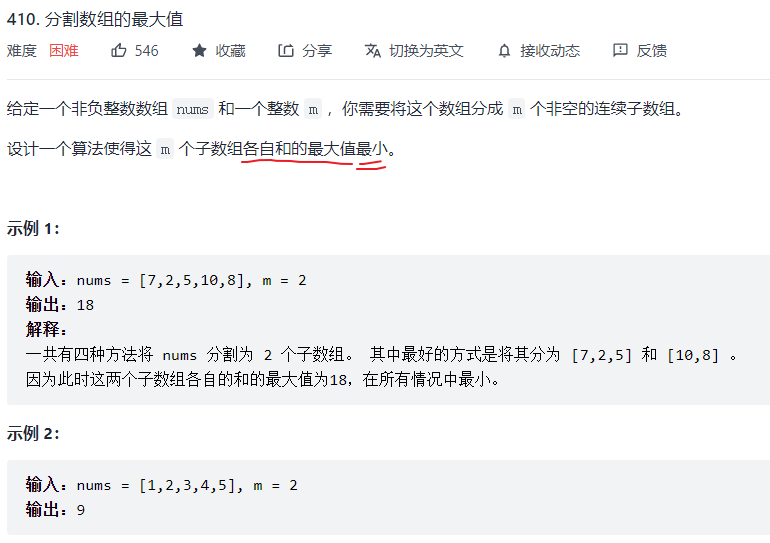 410. 分割数组的最大值
难度 困难 546 收藏 分享 切换为英文 接收动态 反馈
给定一个非负整数数组 nums 和一个整数 m ，你需要将这个数组分成 m 个非空的连续子数组。
设计一个算法使得这 m 个子数组各自和的最大值最小。
示例 1：
输入：nums = [7,2,5,10,8], m = 2
输出：18
解释：
一共有四种方法将 nums 分割为 2 个子数组。 其中最好的方式是将其分为 [7,2,5] 和 [10,8] 。
因为此时这两个子数组各自的和的最大值为18，在所有情况中最小。
示例 2：
输入：nums = [1,2,3,4,5], m = 2
输出：9